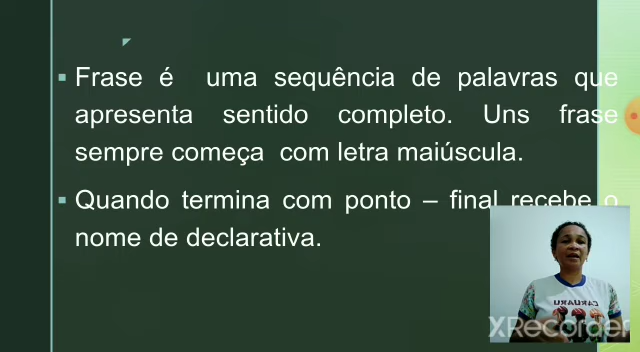 Frase é uma sequência de palavras que
apresenta sentido completo. Uns frase
sempre começa com letra maiúscula.
Quando termina com ponto – final recebe o
nome de declarativa.
CARUARU
XRecorder